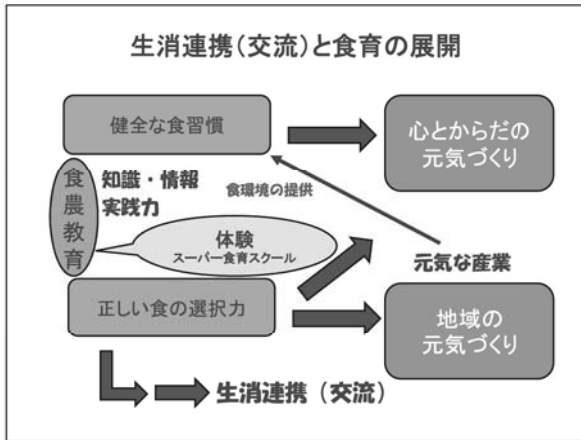 生消連携(交流)と食育の展開
健全な食習慣
心とからだの
元気づくり
食農教育
知識・情報
実践力
食環境の提供
体験
スーパー食育スクール
元気な産業
正しい食の選択力
地域の
元気づくり
生消連携(交流)